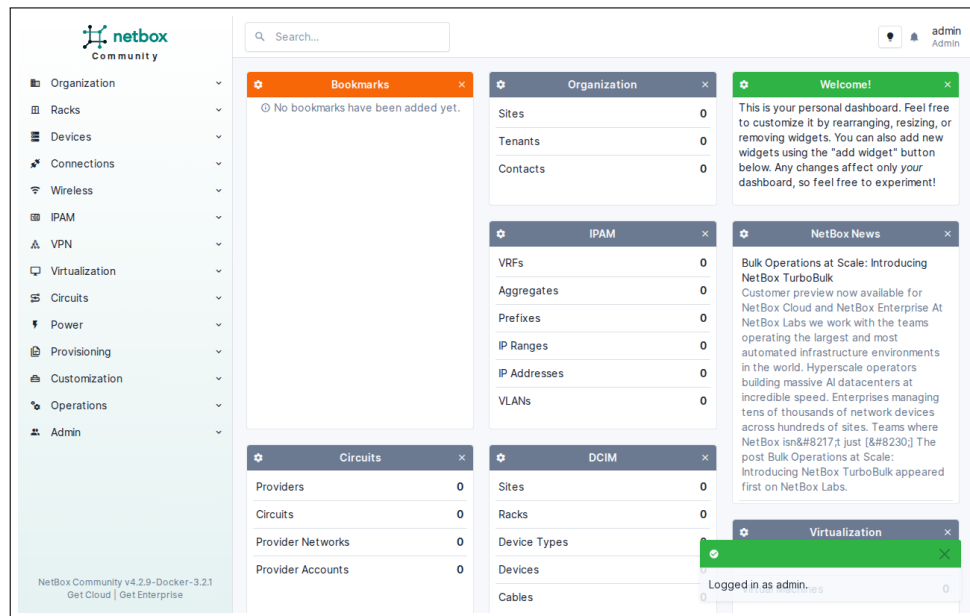 netbox
Community
Search...
admin
Admin
Organization
Racks
Devices
Connections
Wireless
IPAM
VPN
Virtualization
Circuits
Power
Provisioning
Customization
Operations
Admin
NetBox Community v4.2.9-Docker-3.2.1
Get Cloud | Get Enterprise
Bookmarks
No bookmarks have been added yet.
Organization
Sites 0
Tenants 0
Contacts 0
Welcome!
This is your personal dashboard. Feel free
to customize it by rearranging, resizing, or
removing widgets. You can also add new
widgets using the "add widget" button
below. Any changes affect only your
dashboard, so feel free to experiment!
IPAM
VRFs 0
Aggregates 0
Prefixes 0
IP Ranges 0
IP Addresses 0
VLANs 0
NetBox News
Bulk Operations at Scale: Introducing
NetBox TurboBulk
Customer preview now available for
NetBox Cloud and NetBox Enterprise At
NetBox Labs we work with the teams
operating the largest and most
automated infrastructure environments
in the world. Hyperscale operators
building massive AI datacenters at
incredible speed. Enterprises managing
tens of thousands of network devices
across hundreds of sites. Teams where
NetBox isn&#8217;t just [&#8230;] The
post Bulk Operations at Scale:
Introducing NetBox TurboBulk appeared
first on NetBox Labs.
Circuits
Providers 0
Circuits 0
Provider Networks 0
Provider Accounts 0
DCIM
Sites 0
Racks 0
Device Types 0
Devices 0
Cables 0
Virtualization
Logged in as admin.
Virtual Machines 0